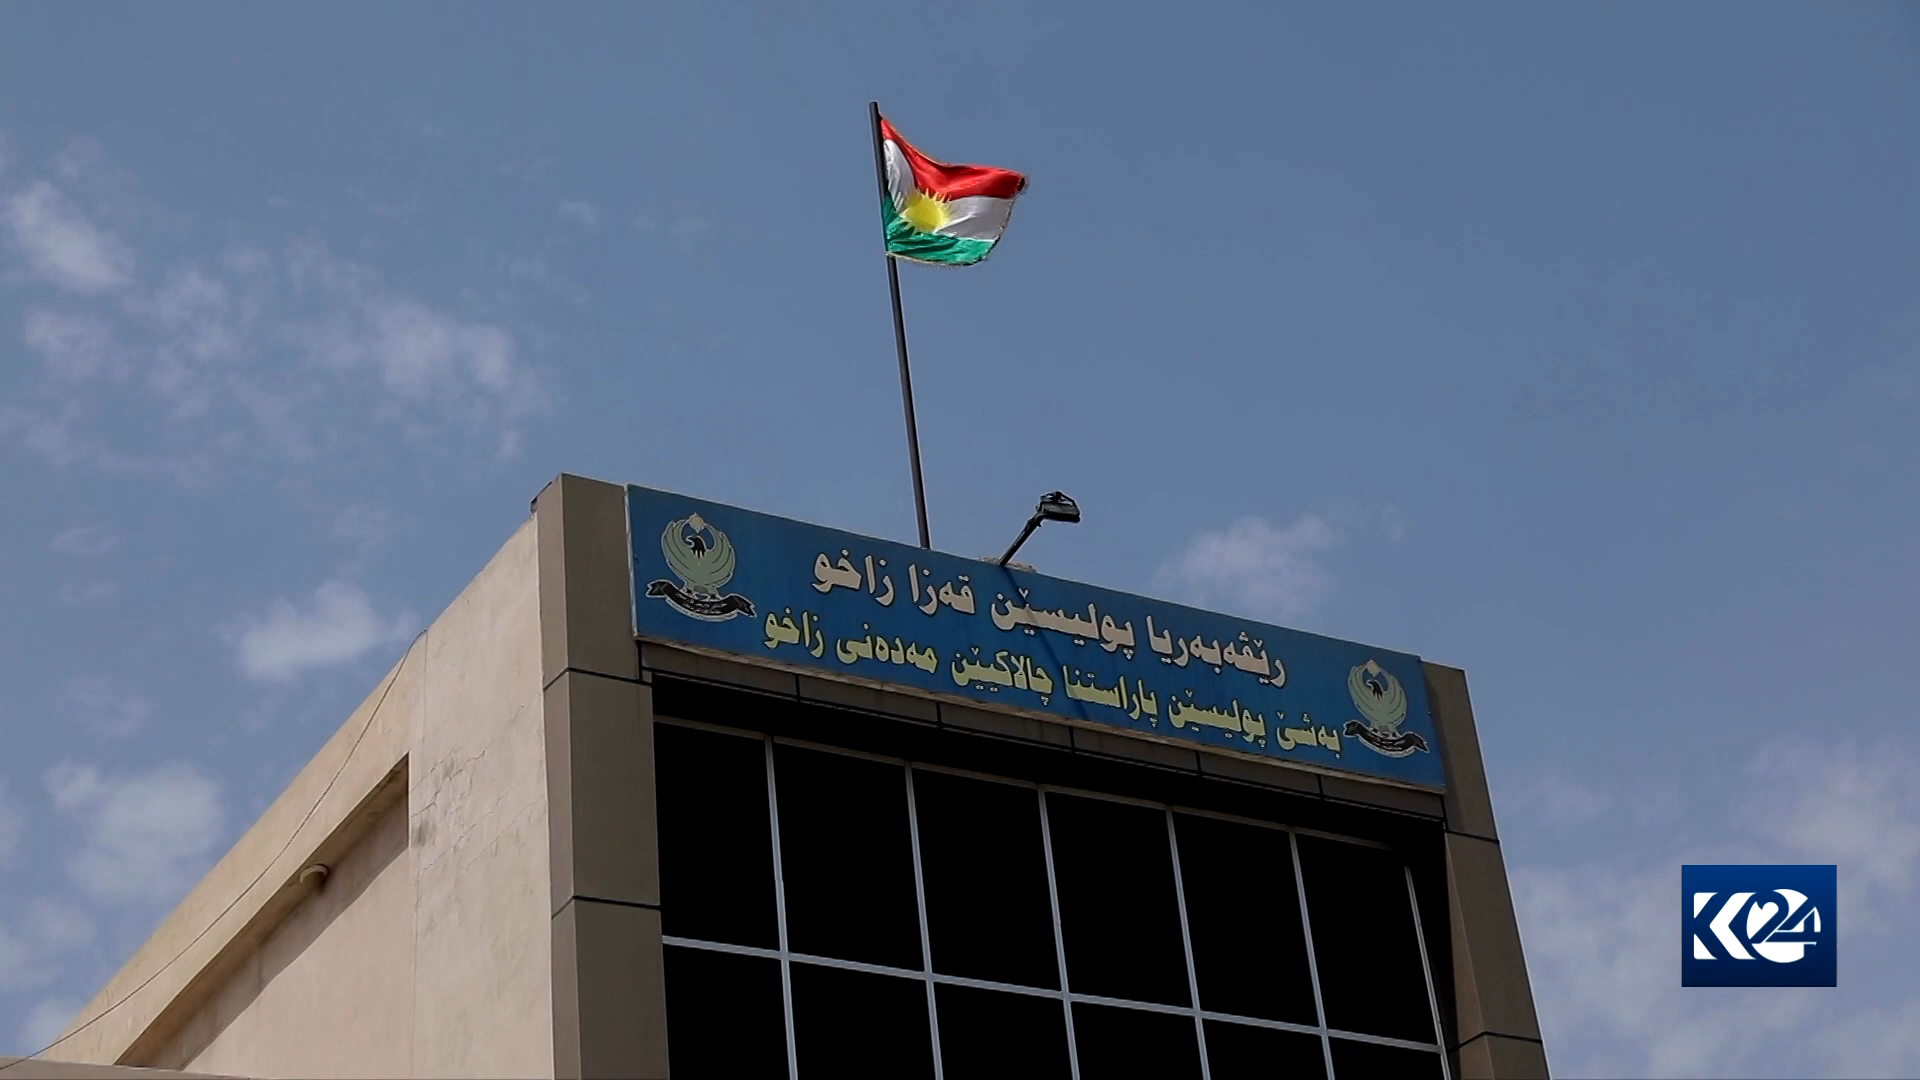 رێڤەبەریا پولیسێن قەزا زاخو
بەشێ پولیسێن پاراستنا چالاکیێن مەدەنی زاخو
K24